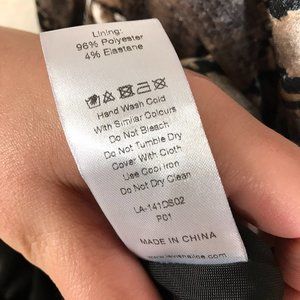 Lining:
96% Polyester
4% Elastane
Hand Wash Cold
With Similar Colours
Do Not Bleach
Do Not Tumble Dry
Cover With Cloth
Use Cool Iron
Do Not Dry Clean
LA-141DS02
P01
MADE IN CHINA